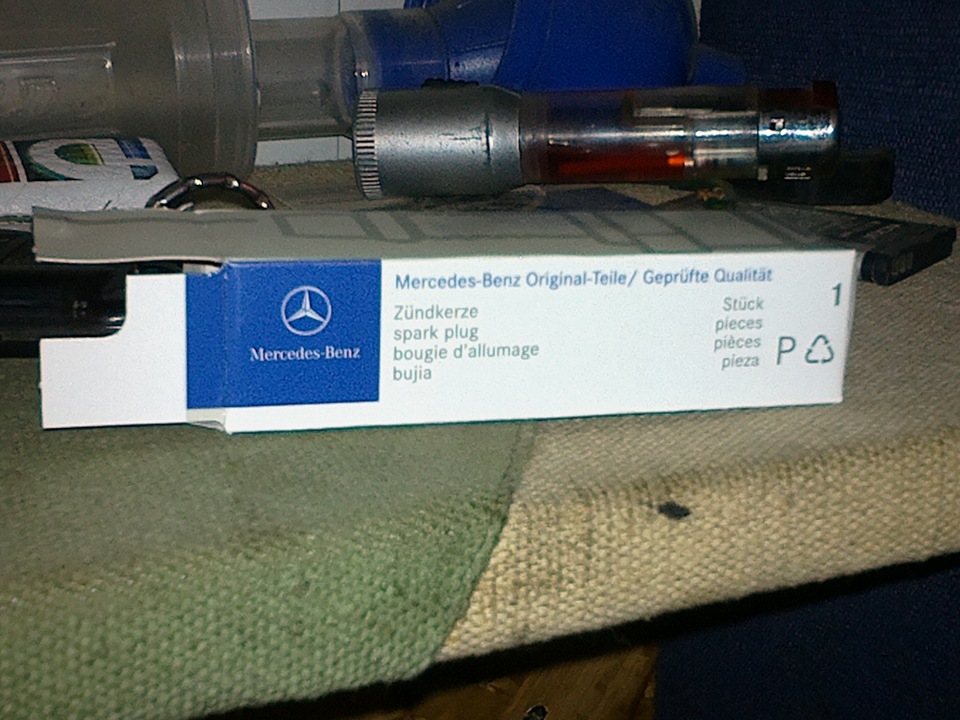 Mercedes-Benz
Mercedes-Benz Original-Teile/ Geprüfte Qualität
Zündkerze
spark plug
bougie d'allumage
bujia
Stück
pieces
pièces
pieza
1
P